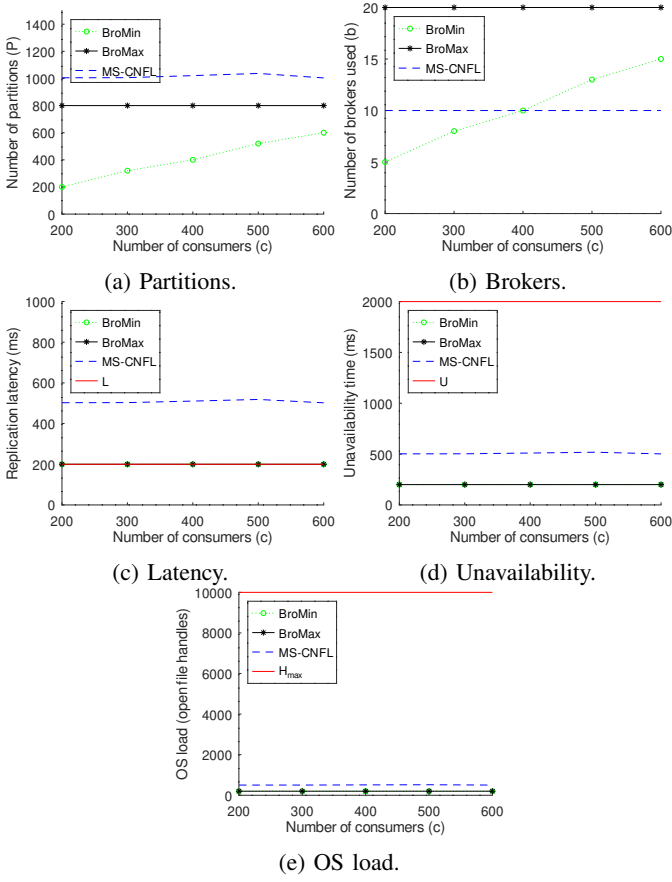 1400
1200
1000
800
600
400
200
0
Number of partitions (P)
BroMin
BroMax
MS-CNFL
200 300 400 500 600
Number of consumers (c)
(a) Partitions.
20
15
10
5
0
Number of brokers used (b)
BroMin
BroMax
MS-CNFL
200 300 400 500 600
Number of consumers (c)
(b) Brokers.
1000
800
600
400
200
0
Replication latency (ms)
BroMin
BroMax
MS-CNFL
L
200 300 400 500 600
Number of consumers (c)
(c) Latency.
2000
1500
1000
500
0
Unavailability time (ms)
BroMin
BroMax
MS-CNFL
U
200 300 400 500 600
Number of consumers (c)
(d) Unavailability.
10000
8000
6000
4000
2000
0
OS load (open file handles)
BroMin
BroMax
MS-CNFL
Hmax
200 300 400 500 600
Number of consumers (c)
(e) OS load.